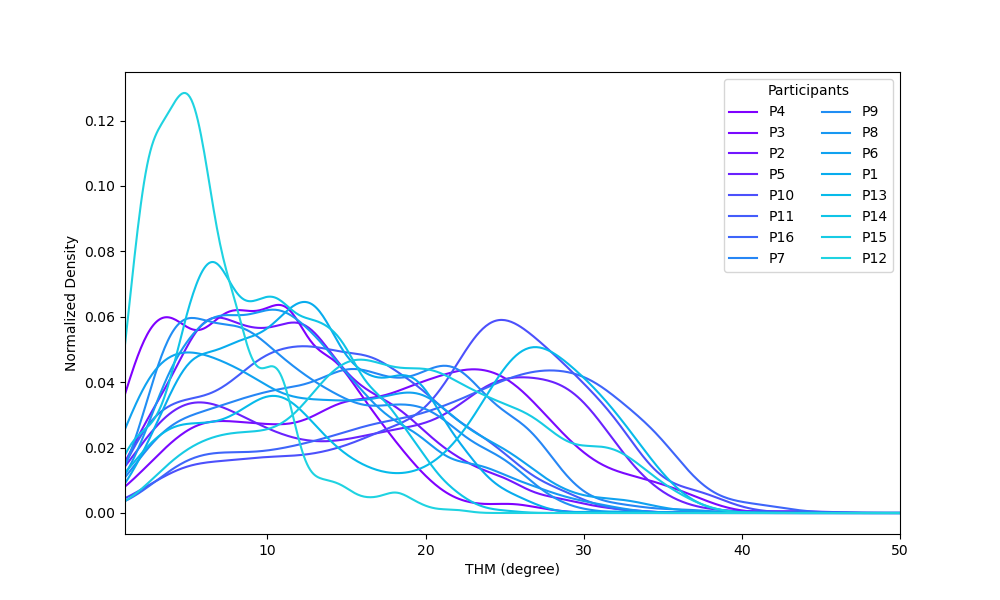 Participants
P4 P9
P3 P8
P2 P6
P5 P1
P10 P13
P11 P14
P16 P15
P7 P12
0.12
0.10
0.08
0.06
0.04
0.02
0.00
Normalized Density
10 20 30 40 50
THM (degree)